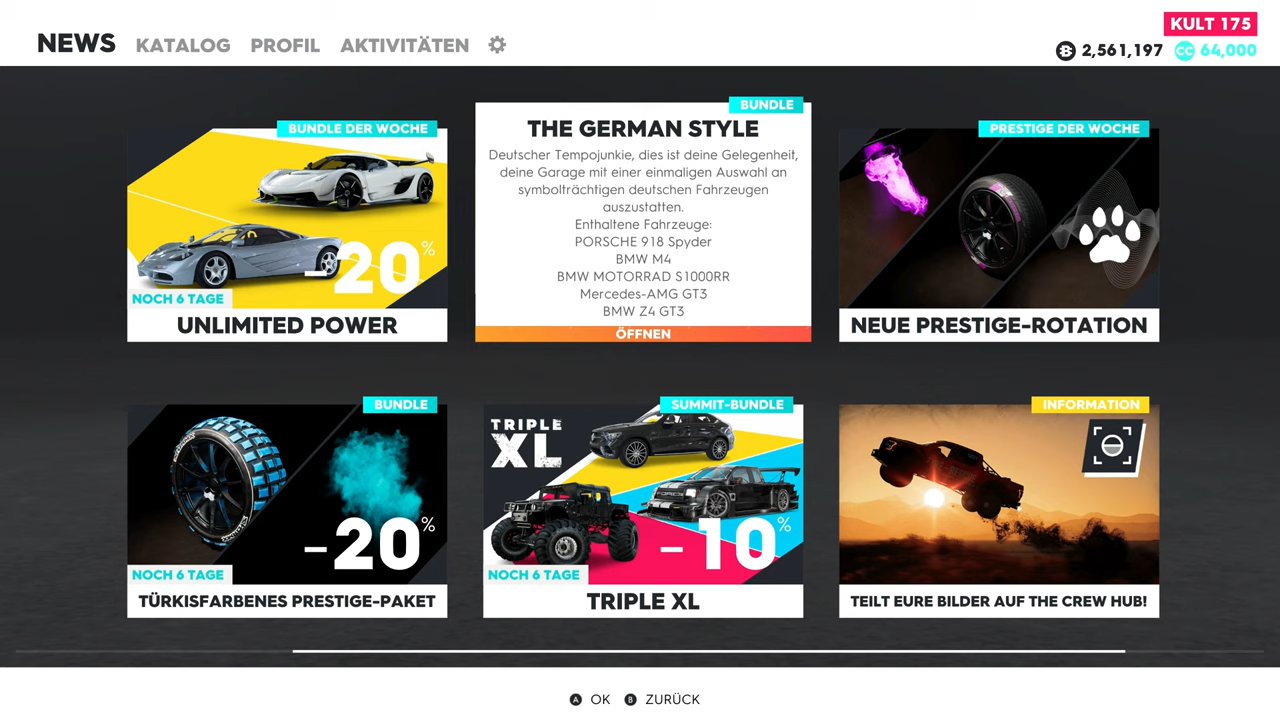 NEWS KATALOG PROFIL AKTIVITÄTEN
KULT 175
2,561,197 CC 64,000
BUNDLE DER WOCHE
-20%
NOCH 6 TAGE
UNLIMITED POWER
BUNDLE
THE GERMAN STYLE
Deutscher Tempojunkie, dies ist deine Gelegenheit,
deine Garage mit einer einmaligen Auswahl an
symbolträchtigen deutschen Fahrzeugen
auszustatten.
Enthaltene Fahrzeuge:
PORSCHE 918 Spyder
BMW M4
BMW MOTORRAD S1000RR
Mercedes-AMG GT3
BMW Z4 GT3
ÖFFNEN
PRESTIGE DER WOCHE
NEUE PRESTIGE-ROTATION
BUNDLE
-20%
NOCH 6 TAGE
TÜRKISFARBENES PRESTIGE-PAKET
SUMMIT-BUNDLE
TRIPLE
XL
-10%
NOCH 6 TAGE
TRIPLE XL
INFORMATION
TEILT EURE BILDER AUF THE CREW HUB!
A OK B ZURÜCK